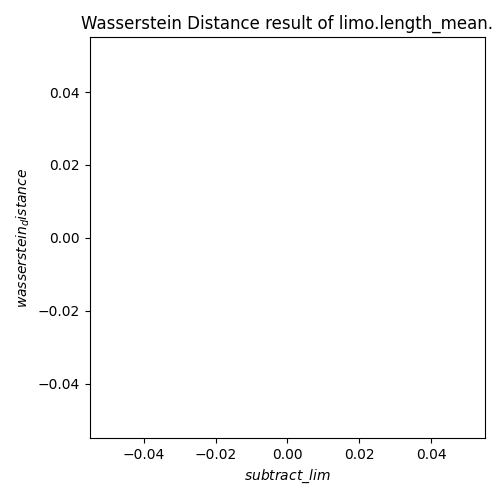 Wasserstein Distance result of limo.length_mean.
0.04
0.02
0.00
−0.02
−0.04
wasserstein_distance
−0.04 −0.02 0.00 0.02 0.04
subtract_lim